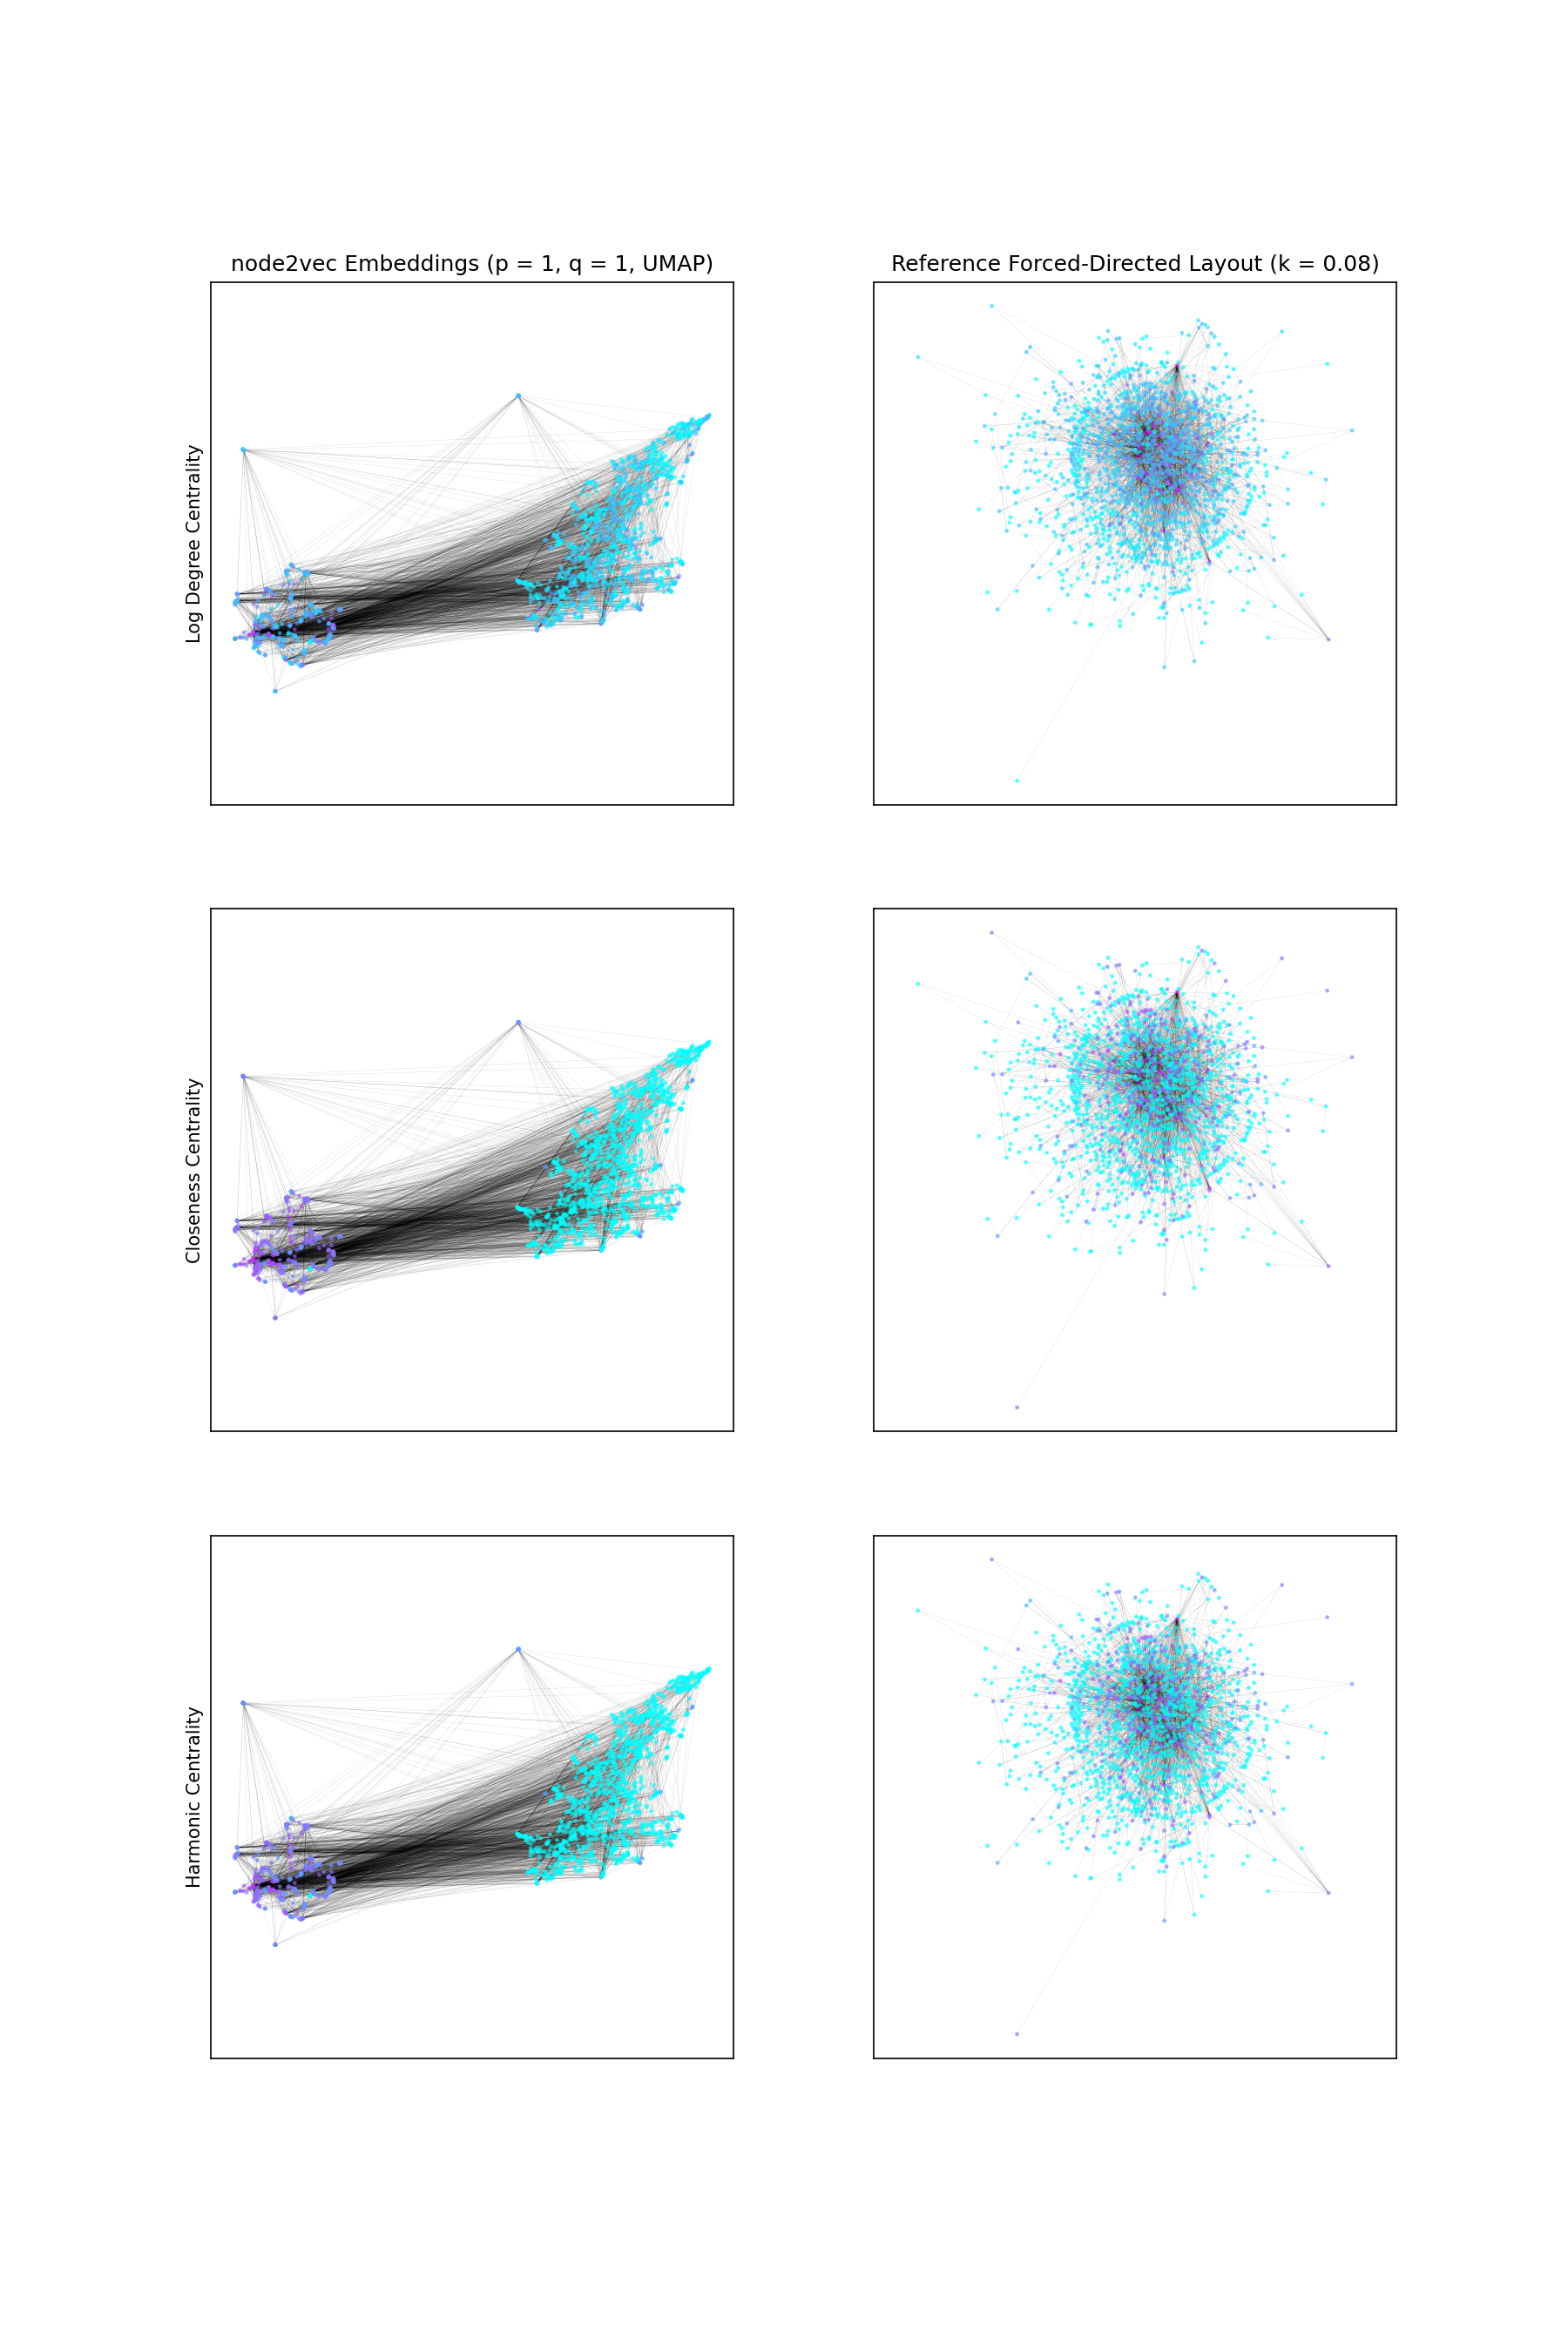 node2vec Embeddings (p = 1, q = 1, UMAP)
Reference Forced-Directed Layout (k = 0.08)
Log Degree Centrality
Closeness Centrality
Harmonic Centrality